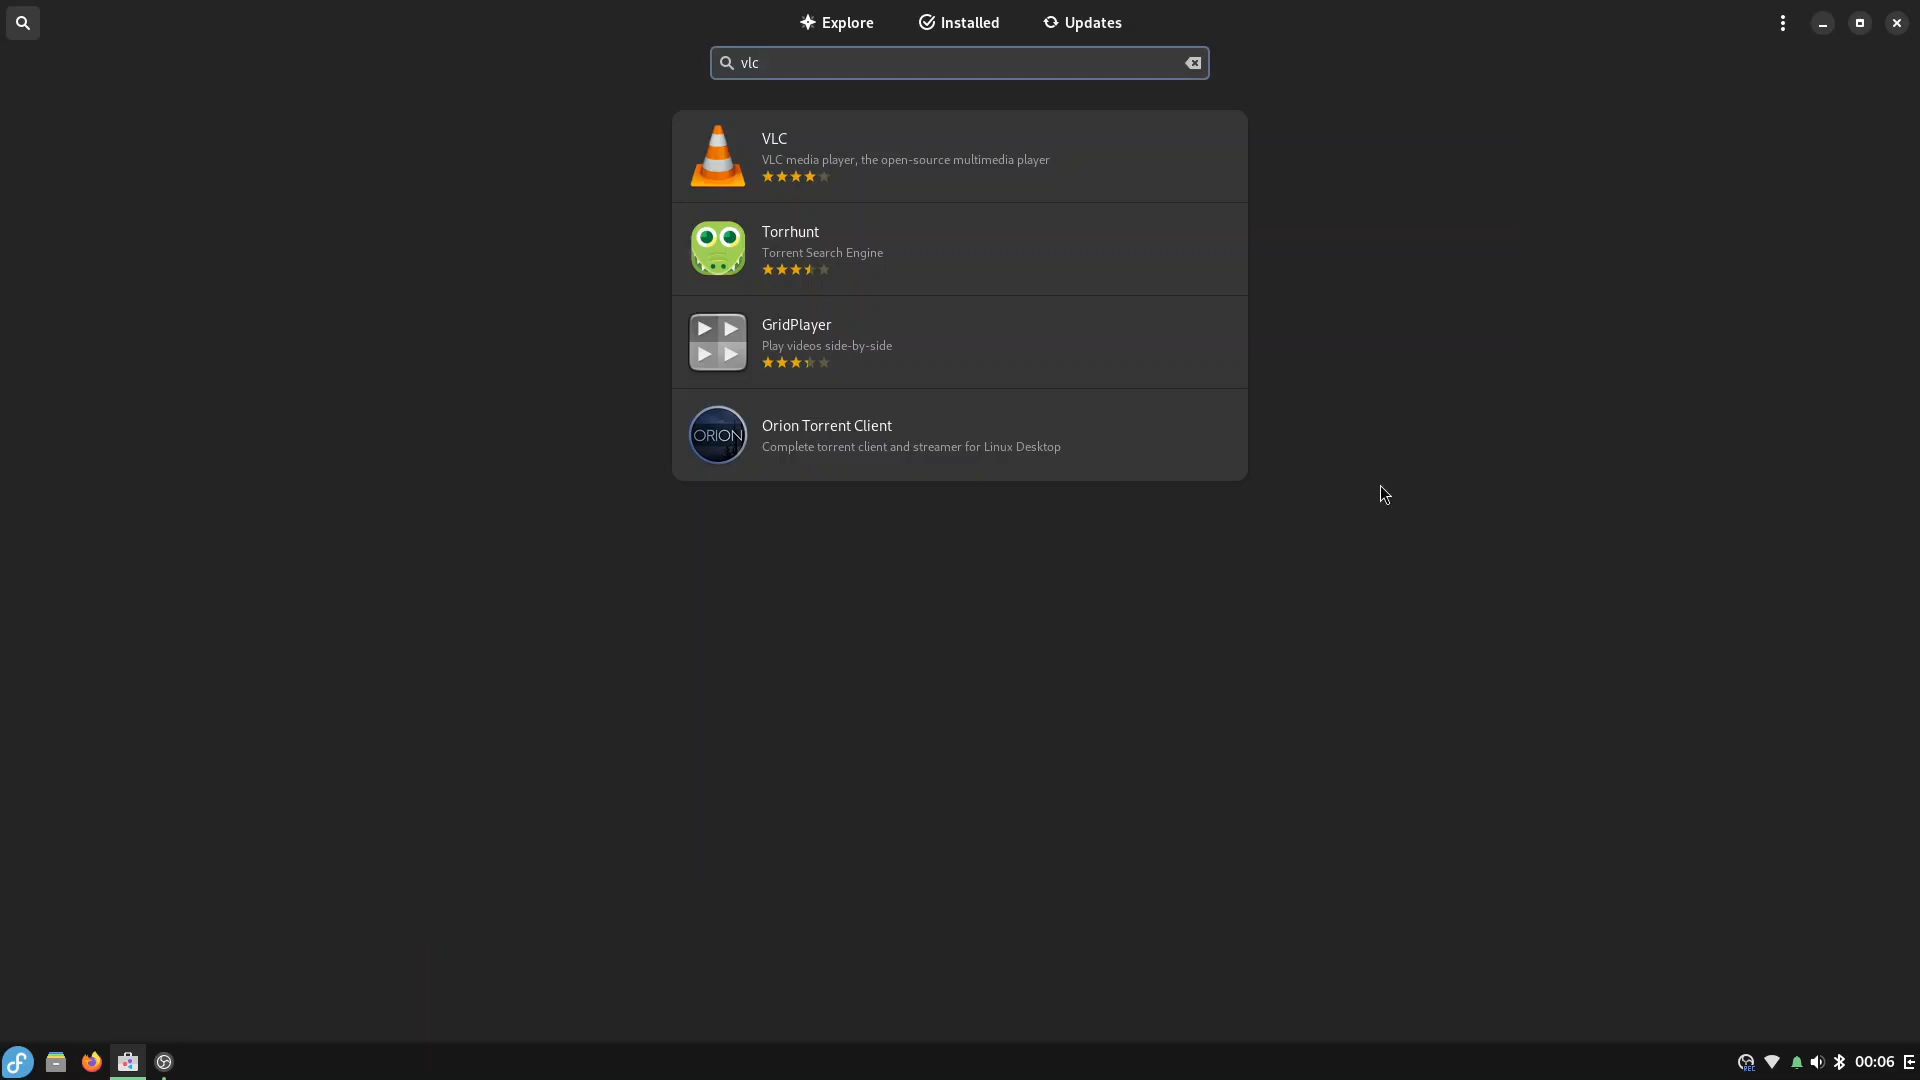 Explore Installed Updates
vlc
VLC
VLC media player, the open-source multimedia player
Torrhunt
Torrent Search Engine
GridPlayer
Play videos side-by-side
ORION
Orion Torrent Client
Complete torrent client and streamer for Linux Desktop
REC
00:06